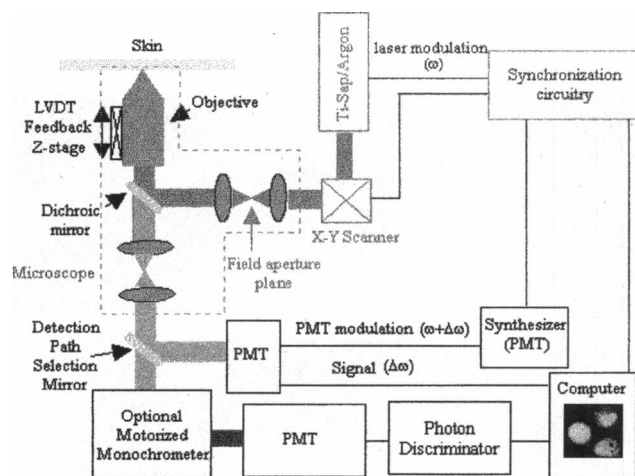 Skin
LVDT
Feedback
Z-stage
Objective
Ti-Sap/Argon
laser modulation
(ω)
Synchronization
circuitry
Dichroic
mirror
X-Y Scanner
Microscope
Field aperture
plane
Detection
Path
Selection
Mirror
PMT
PMT modulation (ω+Δω)
Signal (Δω)
Synthesizer
(PMT)
Computer
Optional
Motorized
Monochrometer
PMT
Photon
Discriminator